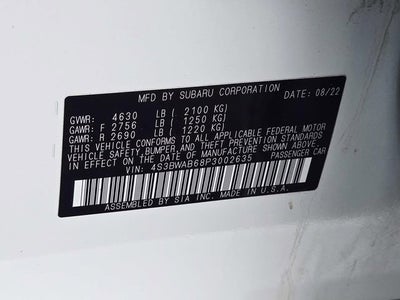 MFD BY SUBARU CORPORATION DATE: 08/22
GVWR: 4630 LB ( 2100 KG)
GAWR: F 2756 LB ( 1250 KG)
GAWR: R 2690 LB ( 1220 KG)
THIS VEHICLE CONFORMS TO ALL APPLICABLE FEDERAL MOTOR
VEHICLE SAFETY, BUMPER, AND THEFT PREVENTION STANDARDS
IN EFFECT ON THE DATE OF MANUFACTURE SHOWN ABOVE.
VIN: 4S3BWAB68P3002635 PASSENGER CAR
ASSEMBLED BY SIA INC. MADE IN U.S.A.